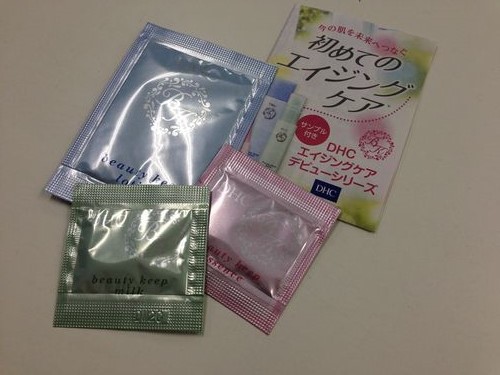 今の肌を未来へつなぐ
初めての
エイジング
ケア
サンプル
付き
DHC
エイジングケア
デビューシリーズ
DHC
beauty keep
DHC
beauty keep
essence
beauty keep
milk